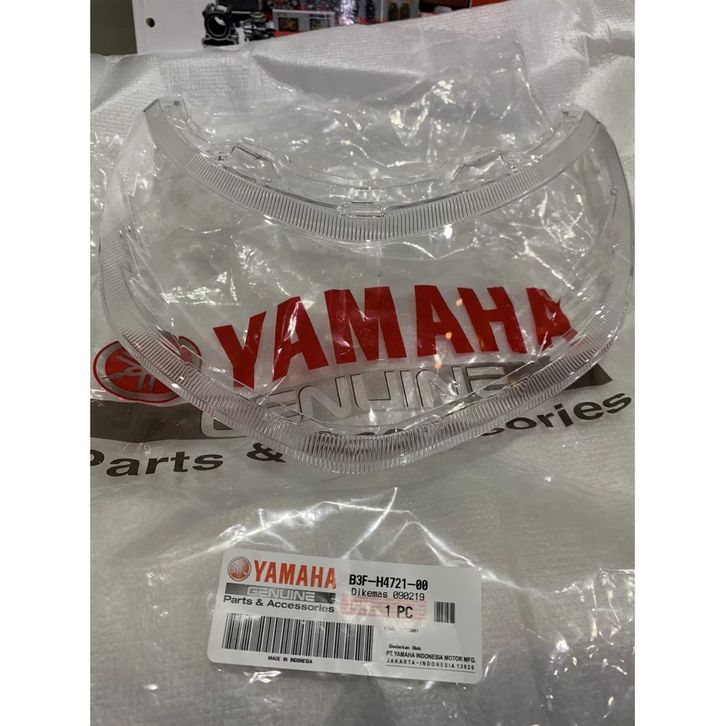 YAMAHA
GENUINE
Parts & Accessories
YAMAHA
GENUINE
Parts & Accessories
MADE IN INDONESIA
B3F-H4721-00
Dikemas 090219
1 PC
PT.YAMAHA INDONESIA MOTOR MFG.
JAKARTA-INDONESIA 13920